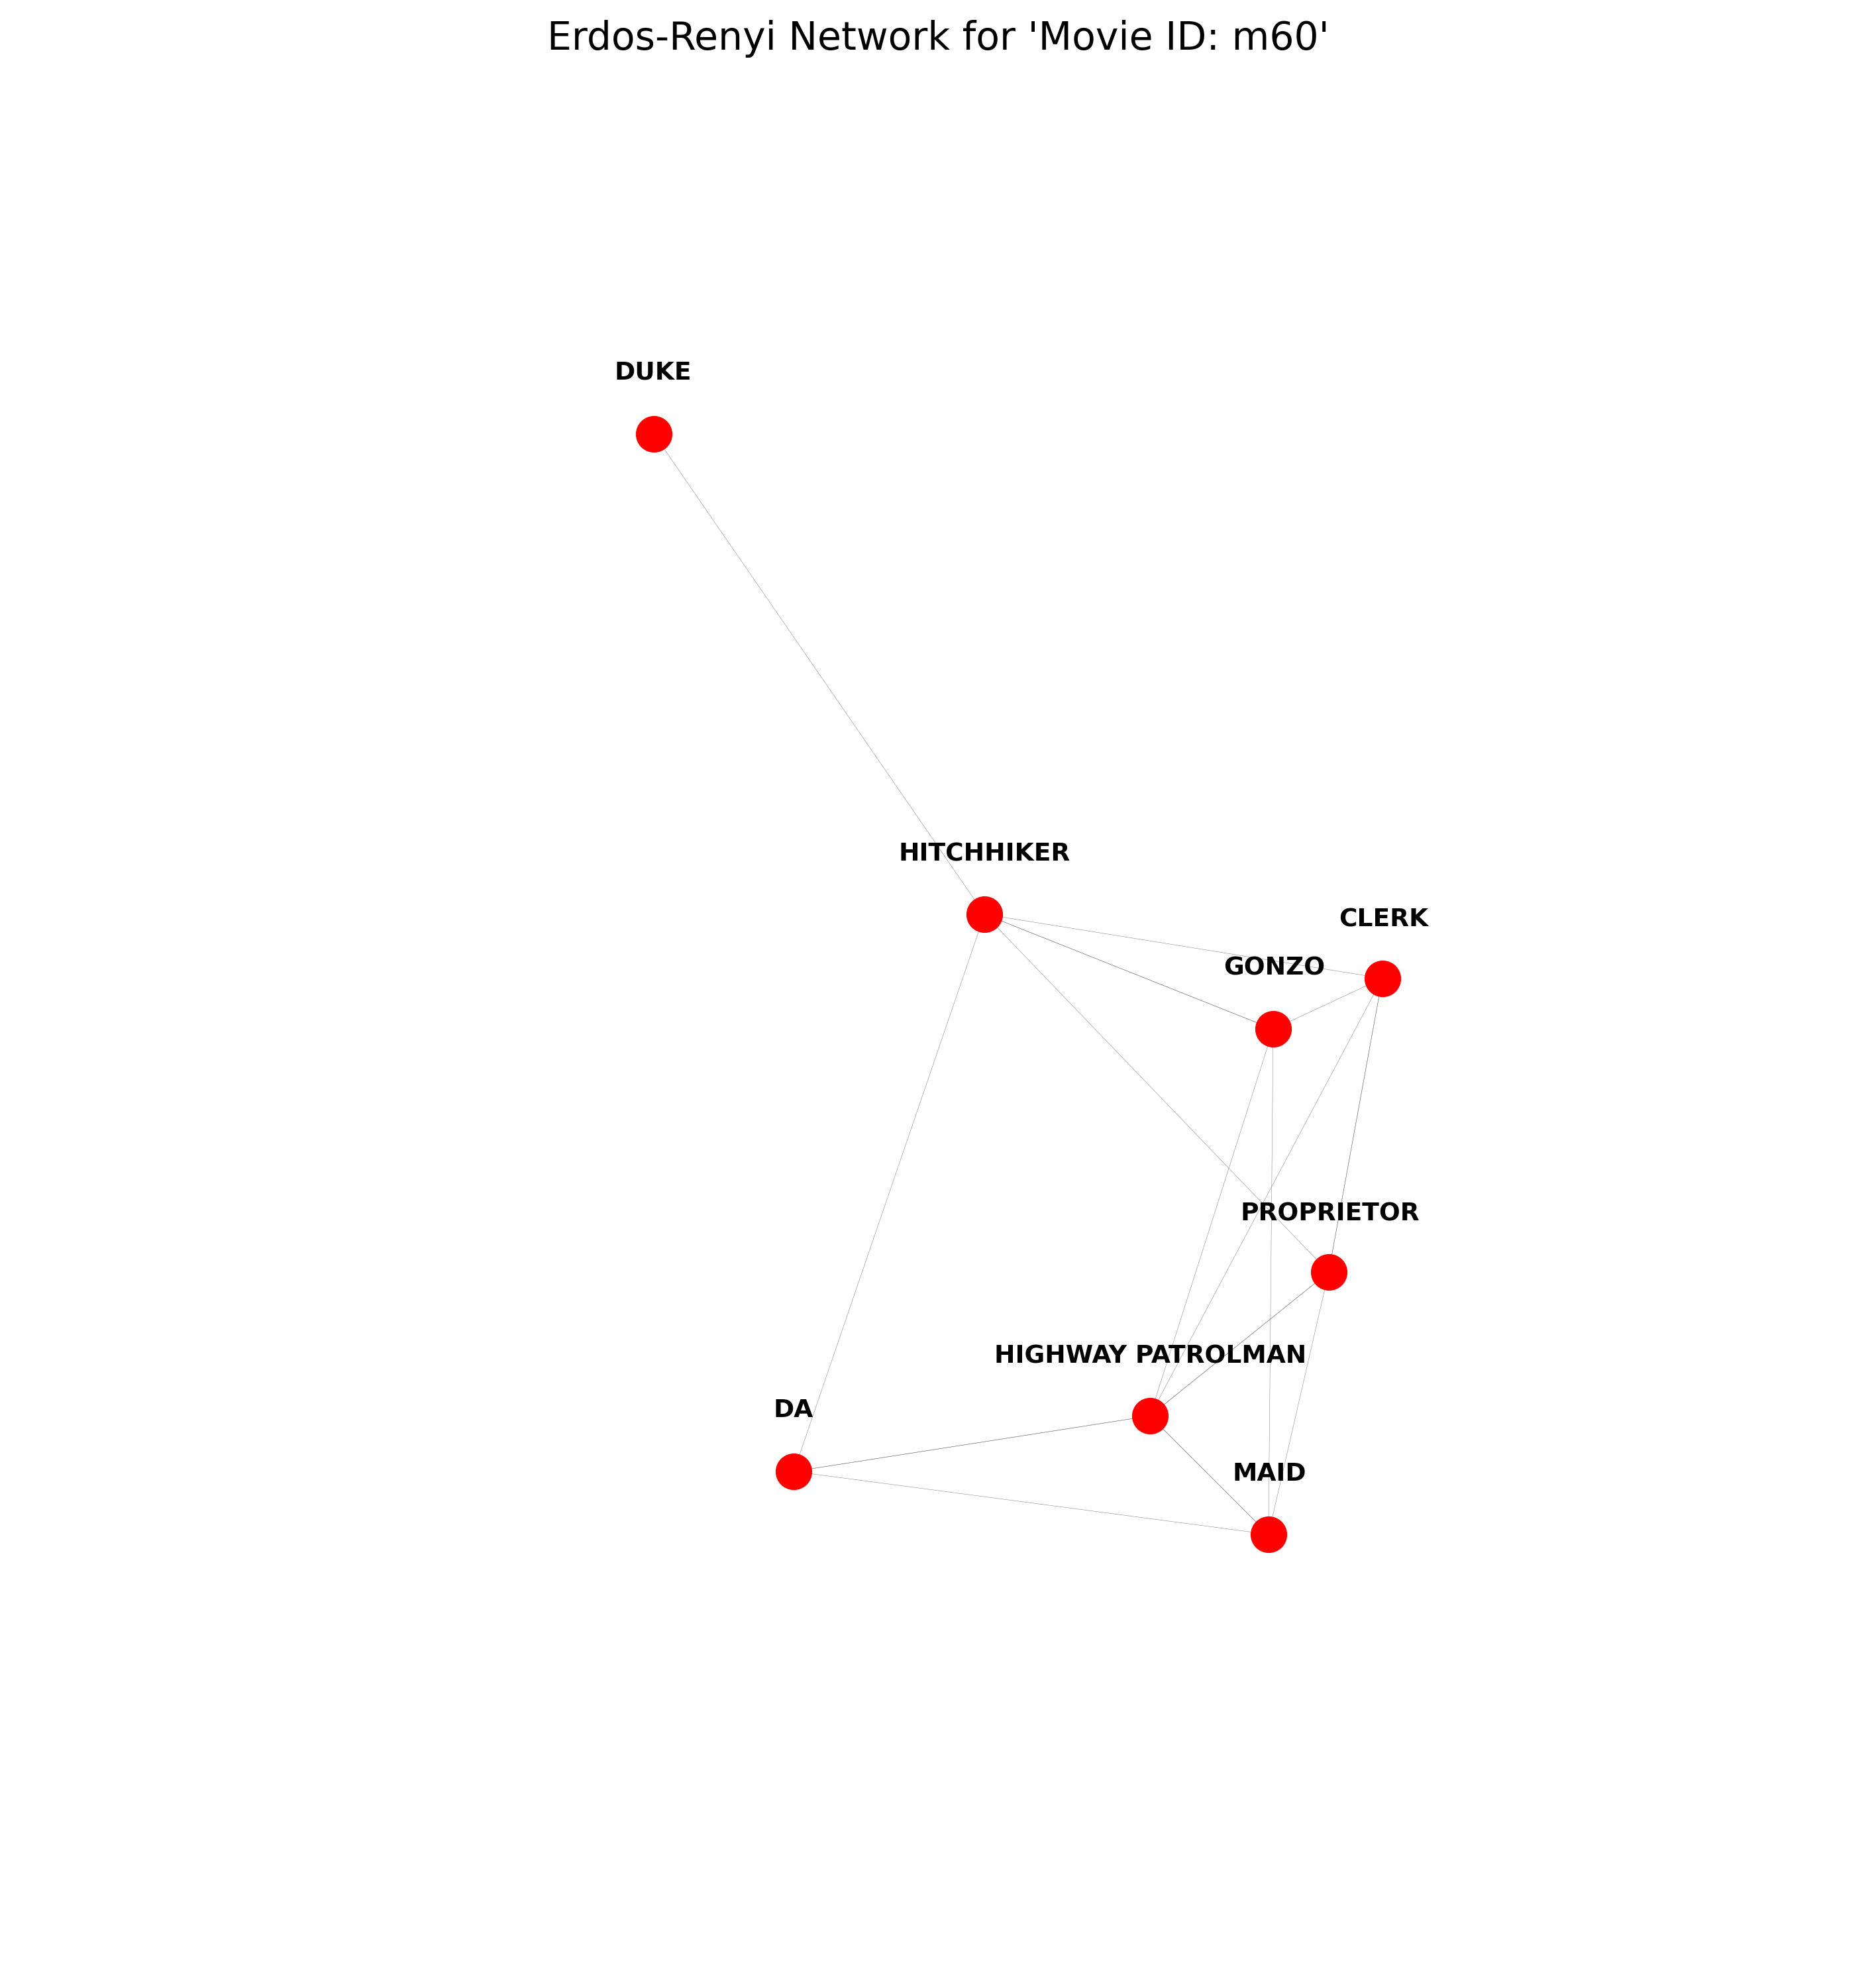 Erdos-Renyi Network for 'Movie ID: m60'
DUKE
HITCHHIKER
CLERK
GONZO
PROPRIETOR
HIGHWAY PATROLMAN
DA
MAID